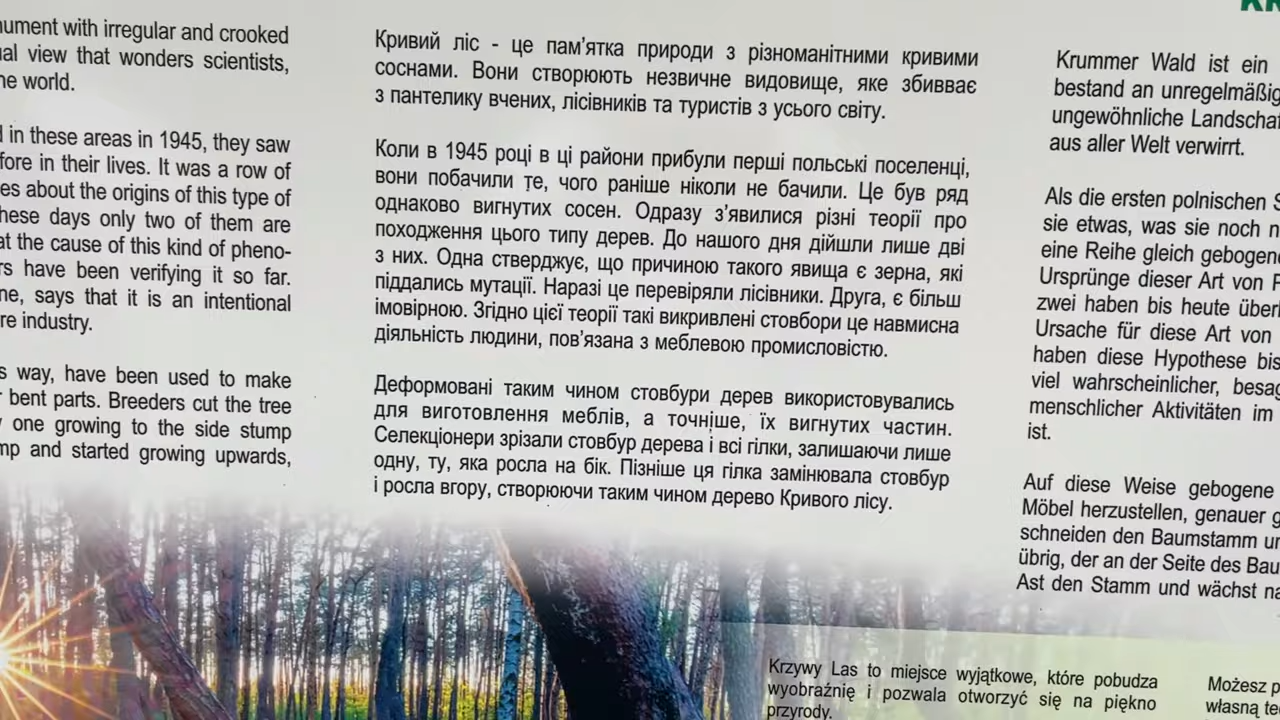 nument with irregular and crooked
ual view that wonders scientists,
he world.
d in these areas in 1945, they saw
fore in their lives. It was a row of
es about the origins of this type of
hese days only two of them are
at the cause of this kind of pheno-
rs have been verifying it so far.
ne, says that it is an intentional
re industry.
s way, have been used to make
r bent parts. Breeders cut the tree
y one growing to the side stump
mp and started growing upwards,
Кривий ліс - це пам’ятка природи з різноманітними кривими
соснами. Вони створюють незвичне видовище, яке збивває
з пантелику вчених, лісівників та туристів з усього світу.
Коли в 1945 році в ці райони прибули перші польські поселенці,
вони побачили те, чого раніше ніколи не бачили. Це був ряд
однаково вигнутих сосен. Одразу з’явилися різні теорії про
походження цього типу дерев. До нашого дня дійшли лише дві
з них. Одна стверджує, що причиною такого явища є зерна, які
піддались мутації. Наразі це перевіряли лісівники. Друга, є більш
імовірною. Згідно цієї теорії такі викривлені стовбори це навмисна
діяльність людини, пов’язана з меблевою промисловістю.
Деформовані таким чином стовбури дерев використовувались
для виготовлення меблів, а точніше, їх вигнутих частин.
Селекціонери зрізали стовбур дерева і всі гілки, залишаючи лише
одну, ту, яка росла на бік. Пізніше ця гілка замінювала стовбур
і росла вгору, створюючи таким чином дерево Кривого лісу.
KR
Krummer Wald ist ein
bestand an unregelmäßig
ungewöhnliche Landschaf
aus aller Welt verwirrt.
Als die ersten polnischen S
sie etwas, was sie noch n
eine Reihe gleich gebogene
Ursprünge dieser Art von
zwei haben bis heute überl
Ursache für diese Art von
haben diese Hypothese bis
viel wahrscheinlicher, besag
menschlicher Aktivitäten im
ist.
Auf diese Weise gebogene
Möbel herzustellen, genauer g
schneiden den Baumstamm un
übrig, der an der Seite des Bau
Ast den Stamm und wächst na
Krzywy Las to miejsce wyjątkowe, które pobudza
wyobraźnię i pozwala otworzyć się na piękno
przyrody.
Możesz p
własną te